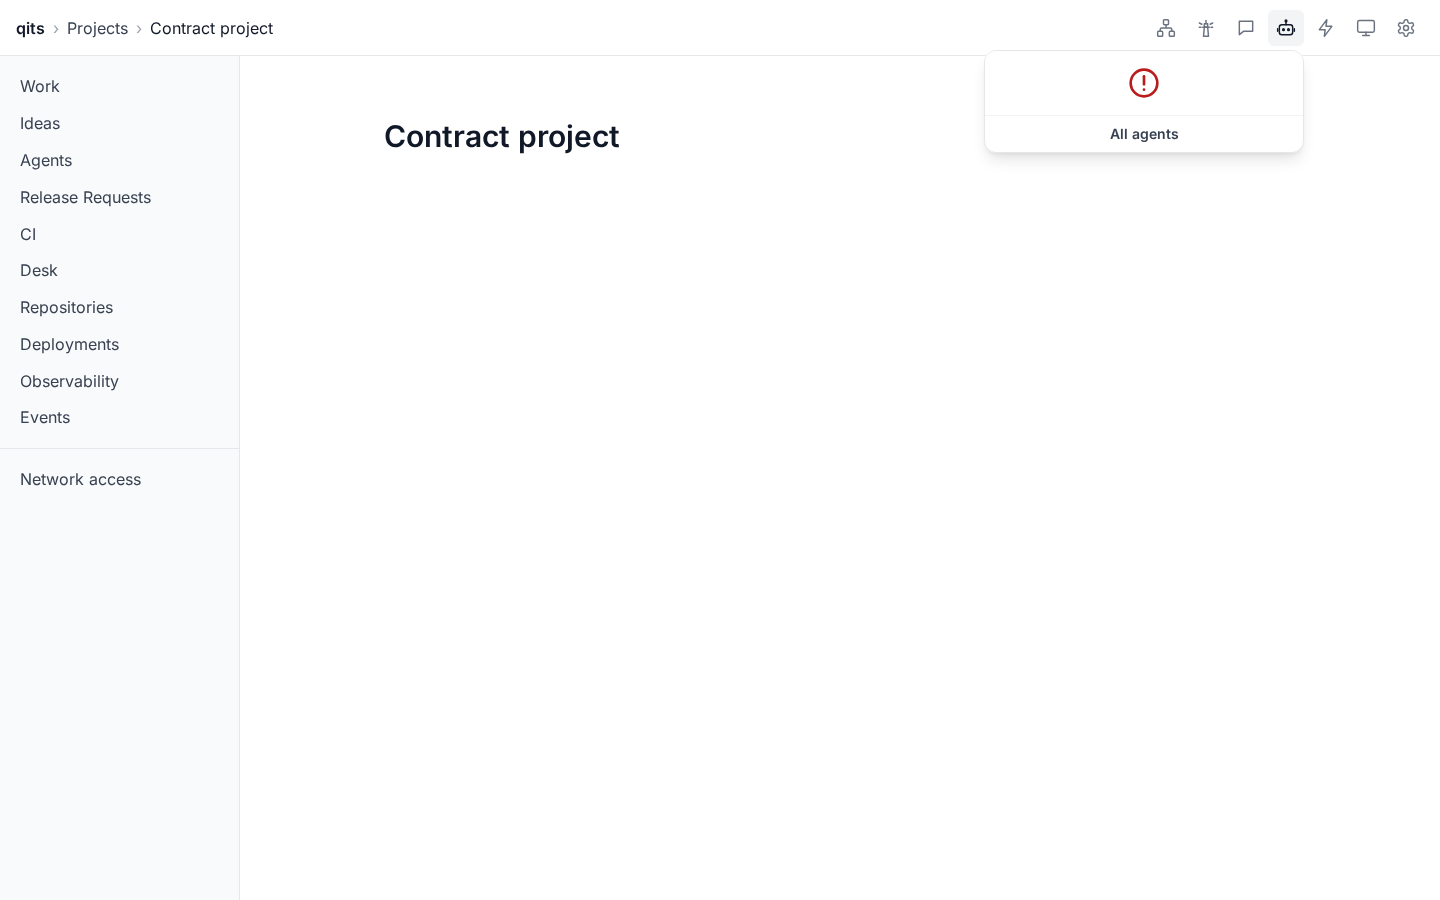 qits › Projects › Contract project
Work
Ideas
Agents
Release Requests
CI
Desk
Repositories
Deployments
Observability
Events
Network access
Contract project
All agents